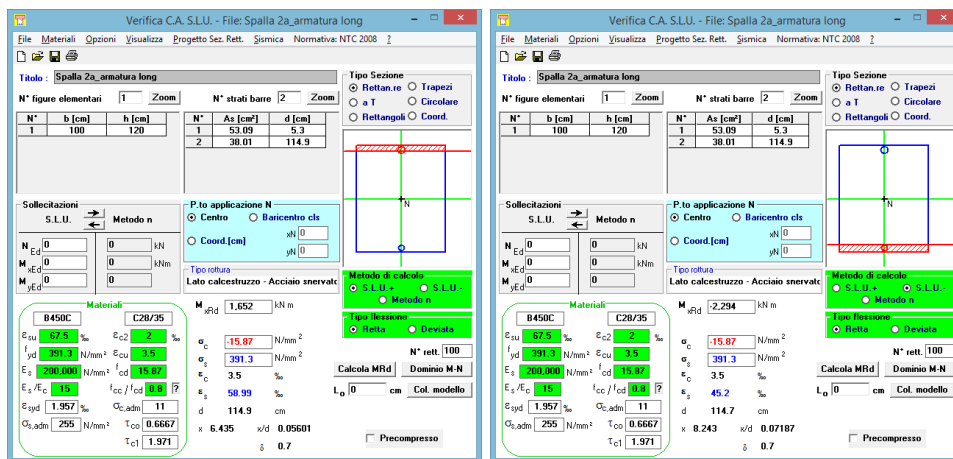 Verifica C.A. S.L.U. - File: Spalla 2a_armatura long
File Materiali Opzioni Visualizza Progetto Sez. Rett. Sismica Normativa: NTC 2008 ?
Titolo : Spalla 2a_armatura long
N° figure elementari 1 Zoom N° strati barre 2 Zoom
Tipo Sezione
Rettan.re Trapezi
a T Circolare
Rettangoli Coord.
N° b [cm] h [cm]
1 100 120
N° As [cm²] d [cm]
1 53.09 5.3
2 38.01 114.9
N
Sollecitazioni
S.L.U. Metodo n
N Ed 0 0 kN
M xEd 0 0 kNm
M yEd 0 0
P.to applicazione N
Centro Baricentro cls
Coord.[cm] xN 0
yN 0
Tipo rottura
Lato calcestruzzo - Acciaio snervato
Metodo di calcolo
S.L.U.+ S.L.U.-
Metodo n
Tipo flessione
Retta Deviata
N° rett. 100
Calcola MRd Dominio M-N
L₀ 0 cm Col. modello
Precompresso
Materiali
B450C C28/35
εsu 67.5 ‰ εc2 2 ‰
fyd 391.3 N/mm² εcu 3.5
Es 200,000 N/mm² fcd 15.87
Es/Ec 15 fcc/fcd 0.8 ?
εsyd 1.957 ‰ σc,adm 11
σs,adm 255 N/mm² τco 0.6667
τc1 1.971
M xRd 1,652 kN m
σc -15.87 N/mm²
σs 391.3 N/mm²
εc 3.5 ‰
εs 58.99 ‰
d 114.9 cm
x 6.435 x/d 0.05601
δ 0.7
Verifica C.A. S.L.U. - File: Spalla 2a_armatura long
File Materiali Opzioni Visualizza Progetto Sez. Rett. Sismica Normativa: NTC 2008 ?
Titolo : Spalla 2a_armatura long
N° figure elementari 1 Zoom N° strati barre 2 Zoom
Tipo Sezione
Rettan.re Trapezi
a T Circolare
Rettangoli Coord.
N° b [cm] h [cm]
1 100 120
N° As [cm²] d [cm]
1 53.09 5.3
2 38.01 114.9
N
Sollecitazioni
S.L.U. Metodo n
N Ed 0 0 kN
M xEd 0 0 kNm
M yEd 0 0
P.to applicazione N
Centro Baricentro cls
Coord.[cm] xN 0
yN 0
Tipo rottura
Lato calcestruzzo - Acciaio snervato
Metodo di calcolo
S.L.U.+ S.L.U.-
Metodo n
Tipo flessione
Retta Deviata
N° rett. 100
Calcola MRd Dominio M-N
L₀ 0 cm Col. modello
Precompresso
Materiali
B450C C28/35
εsu 67.5 ‰ εc2 2 ‰
fyd 391.3 N/mm² εcu 3.5
Es 200,000 N/mm² fcd 15.87
Es/Ec 15 fcc/fcd 0.8 ?
εsyd 1.957 ‰ σc,adm 11
σs,adm 255 N/mm² τco 0.6667
τc1 1.971
M xRd -2,294 kN m
σc -15.87 N/mm²
σs 391.3 N/mm²
εc 3.5 ‰
εs 45.2 ‰
d 114.7 cm
x 8.243 x/d 0.07187
δ 0.7